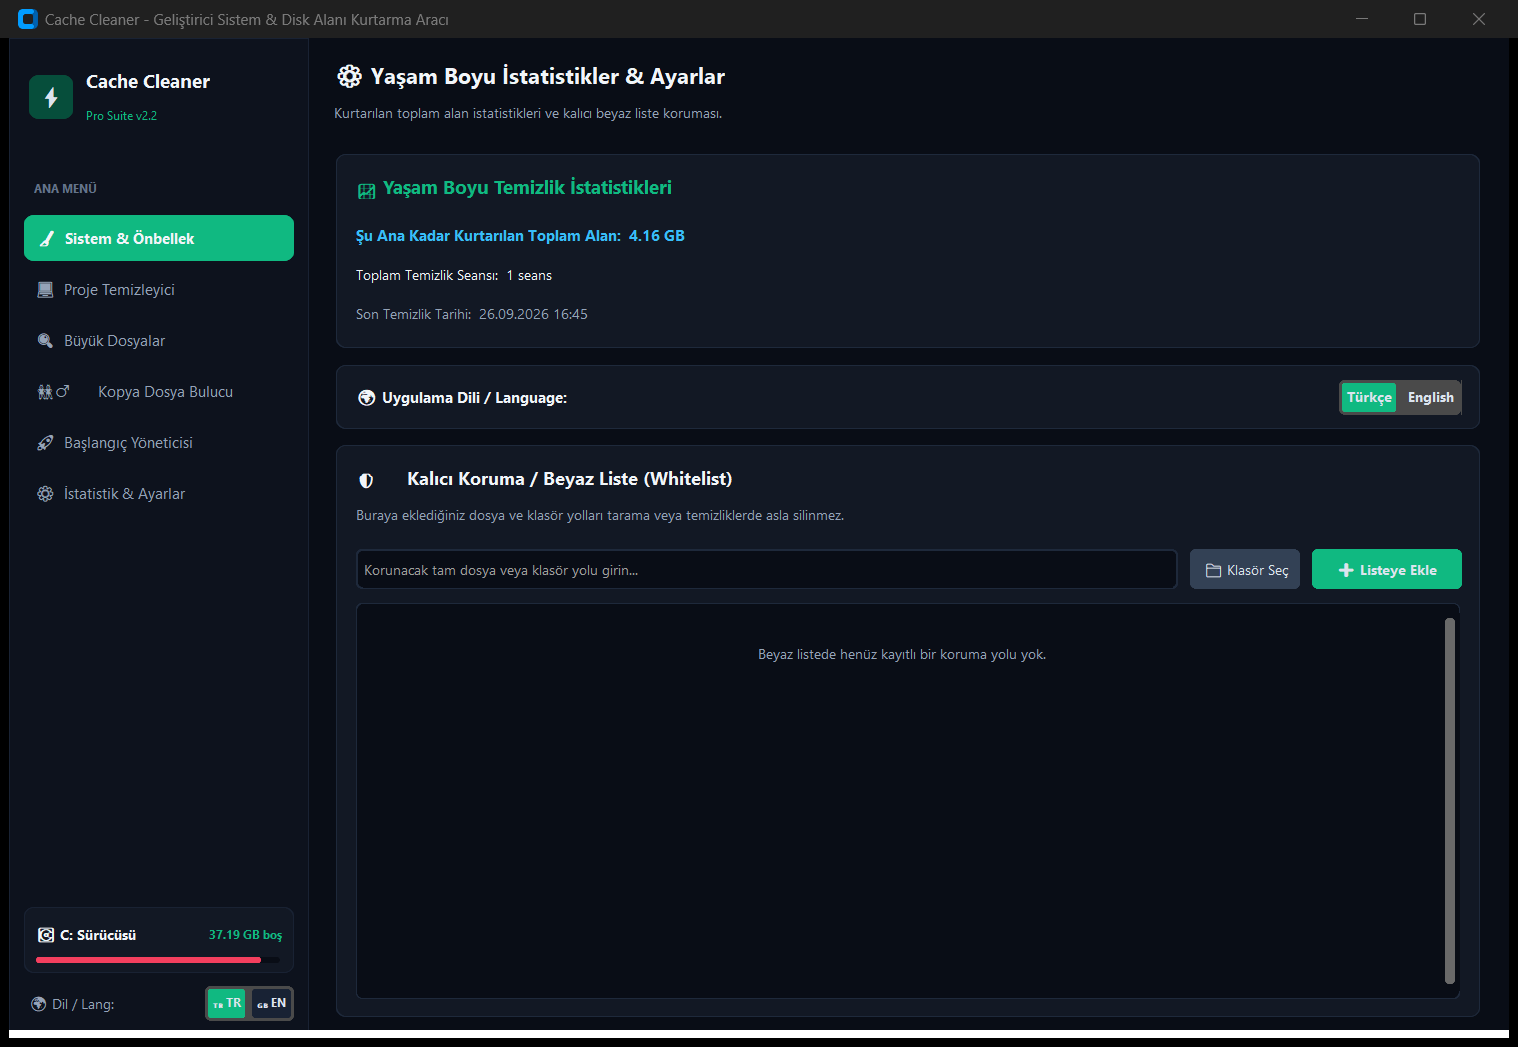 Cache Cleaner - Geliştirici Sistem & Disk Alanı Kurtarma Aracı
Cache Cleaner
Pro Suite v2.2
ANA MENÜ
Sistem & Önbellek
Proje Temizleyici
Büyük Dosyalar
Kopya Dosya Bulucu
Başlangıç Yöneticisi
İstatistik & Ayarlar
C: Sürücüsü 37.19 GB boş
Dil / Lang: TR TR GB EN
Yaşam Boyu İstatistikler & Ayarlar
Kurtarılan toplam alan istatistikleri ve kalıcı beyaz liste koruması.
Yaşam Boyu Temizlik İstatistikleri
Şu Ana Kadar Kurtarılan Toplam Alan: 4.16 GB
Toplam Temizlik Seansı: 1 seans
Son Temizlik Tarihi: 26.09.2026 16:45
Uygulama Dili / Language: Türkçe English
Kalıcı Koruma / Beyaz Liste (Whitelist)
Buraya eklediğiniz dosya ve klasör yolları tarama veya temizliklerde asla silinmez.
Korunacak tam dosya veya klasör yolu girin... Klasör Seç Listeye Ekle
Beyaz listede henüz kayıtlı bir koruma yolu yok.